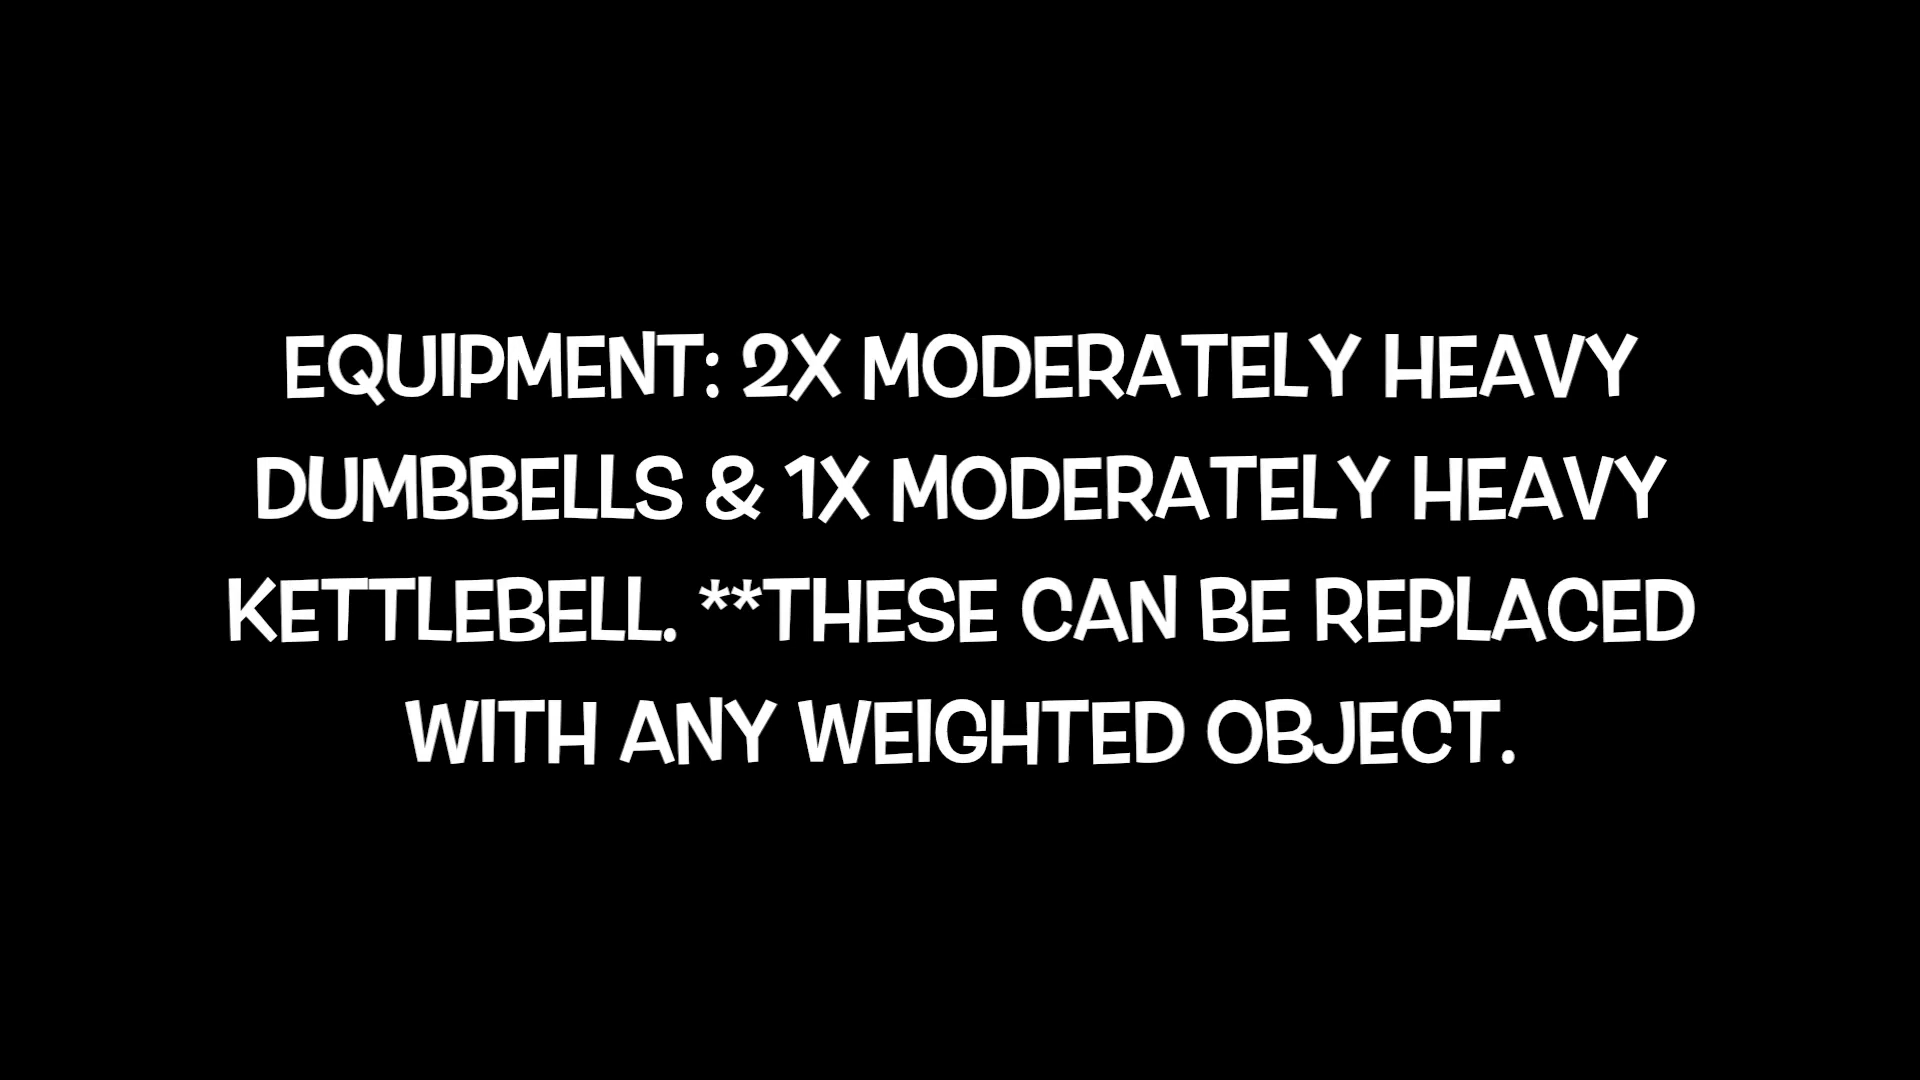 EQUIPMENT: 2X MODERATELY HEAVY
DUMBBELLS & 1X MODERATELY HEAVY
KETTLEBELL. **THESE CAN BE REPLACED
WITH ANY WEIGHTED OBJECT.